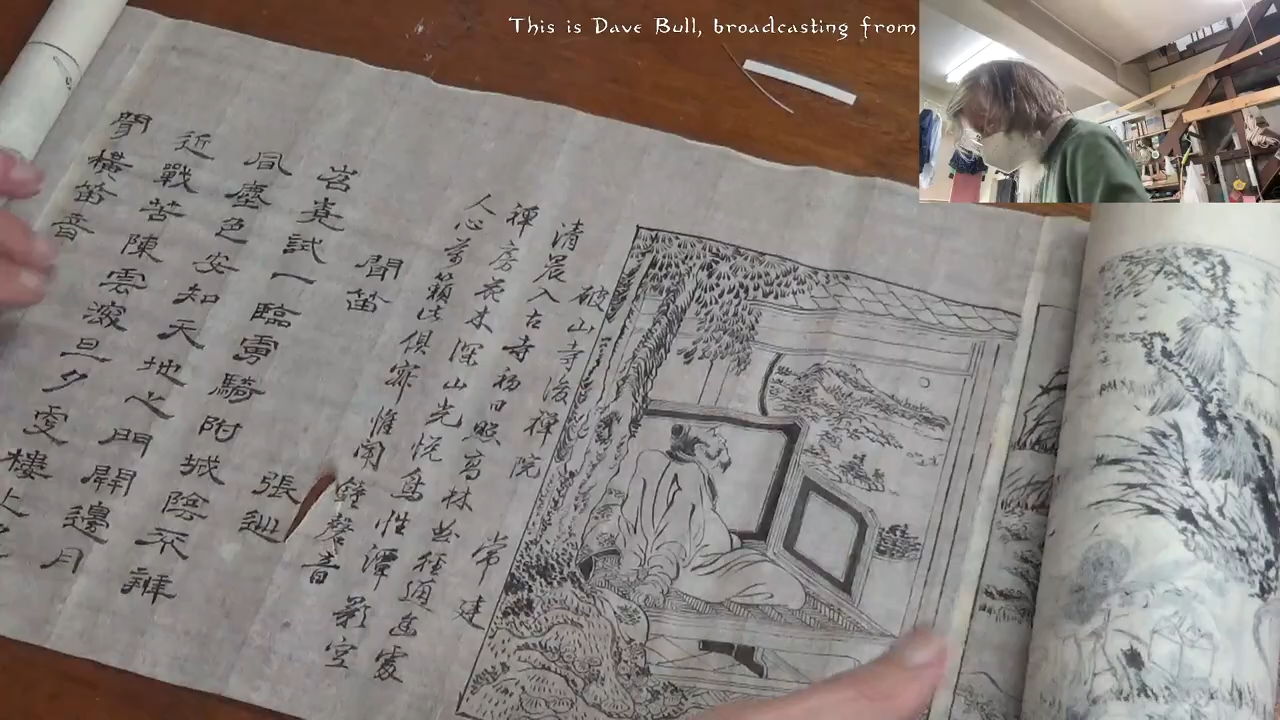 This is Dave Bull, broadcasting from
破山寺後禪院 常建
清晨入古寺初日照高林 徑通幽處
禪房花木深山光悦鳥性潭影空
人心萬籟此俱寂惟聞鐘磬音
聞笛 張巡
岧嶤試一臨虜騎附城陰不辨
風塵色安知天地心門開邊月
近戰苦陳雲深旦夕更樓上
聞橫笛音